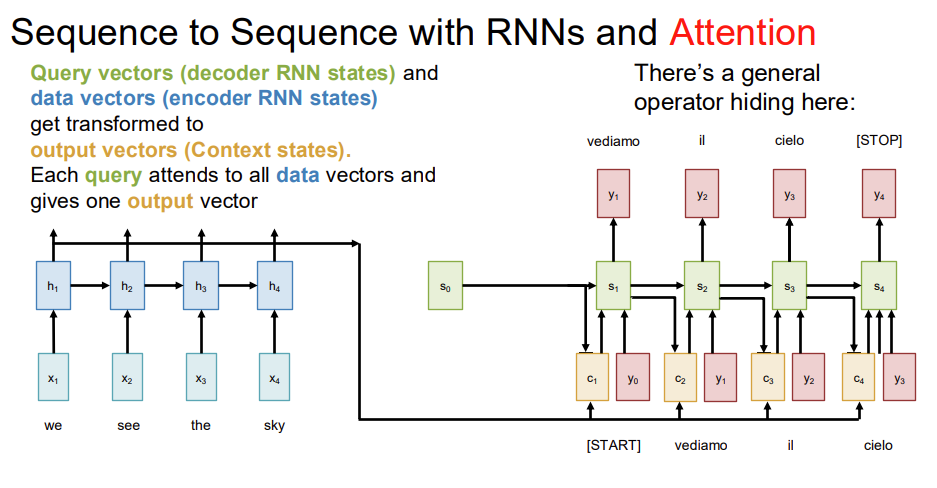 Sequence to Sequence with RNNs and Attention
Query vectors (decoder RNN states) and
data vectors (encoder RNN states)
get transformed to
output vectors (Context states).
Each query attends to all data vectors and
gives one output vector
There's a general
operator hiding here:
vediamo il cielo [STOP]
y₁ y₂ y₃ y₄
h₁ h₂ h₃ h₄ s₀ s₁ s₂ s₃ s₄
x₁ x₂ x₃ x₄ c₁ y₀ c₂ y₁ c₃ y₂ c₄ y₃
we see the sky
[START] vediamo il cielo